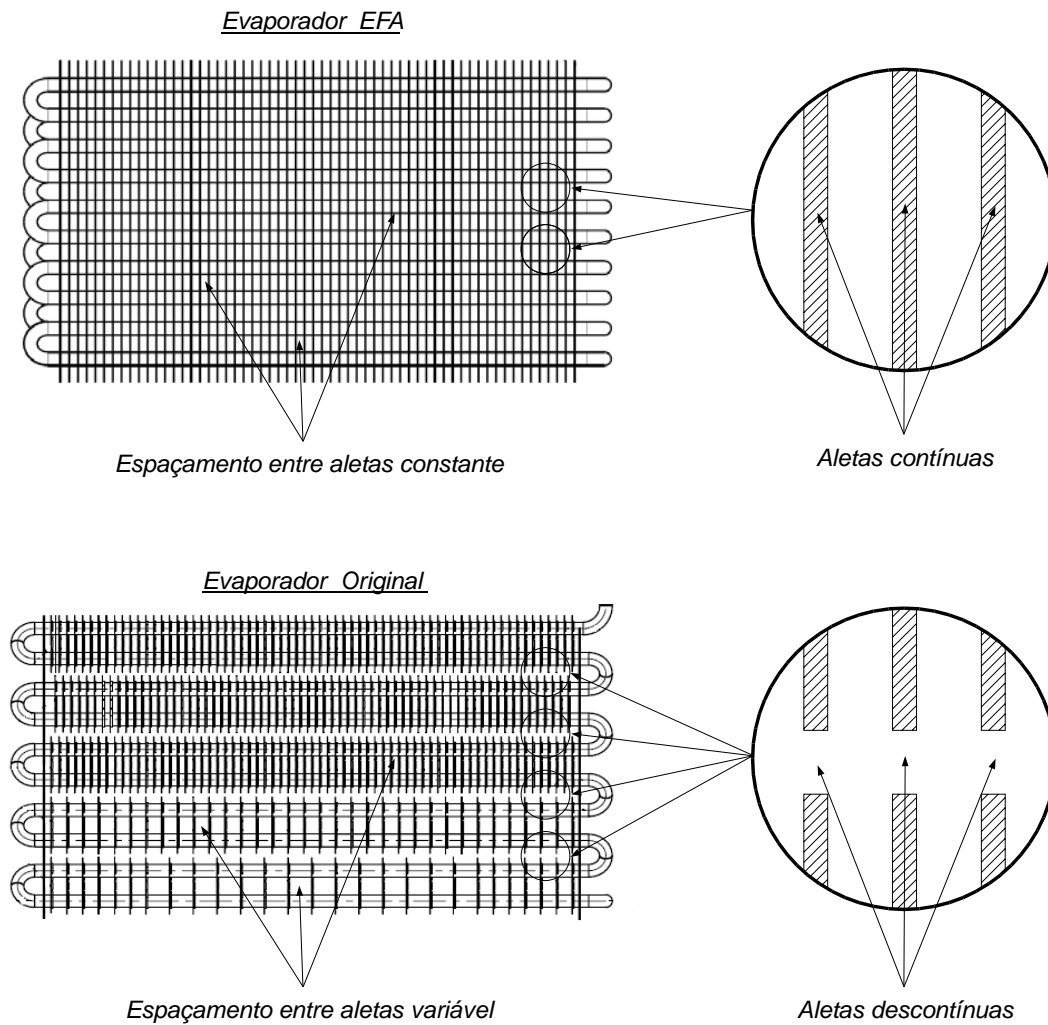 Evaporador EFA
Espaçamento entre aletas constante
Aletas contínuas
Evaporador Original
Espaçamento entre aletas variável
Aletas descontínuas